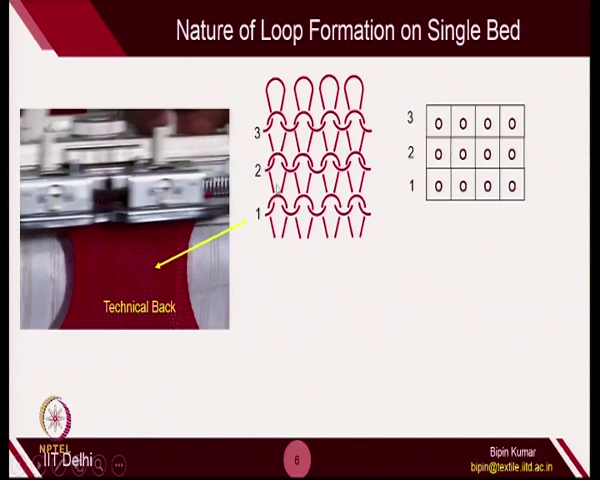 Nature of Loop Formation on Single Bed
3
2
1
3
2
1
o o o o
o o o o
o o o o
Technical Back
NPTEL
IIT Delhi
6
Bipin Kumar
bipin@textile.iitd.ac.in